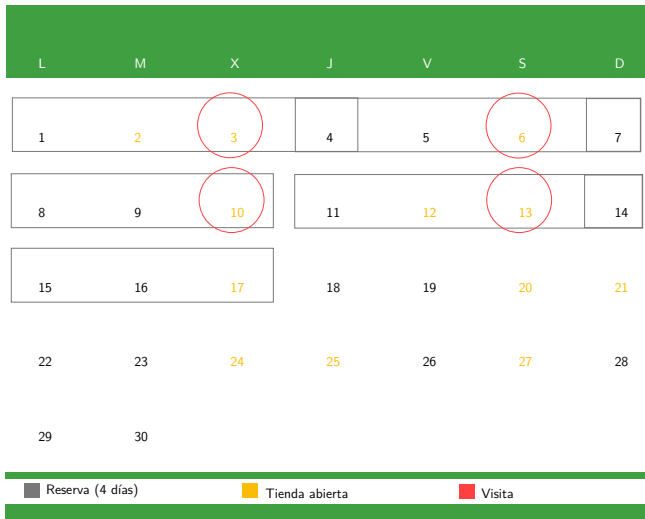 L M X J V S D
1 2 3 4 5 6 7
8 9 10 11 12 13 14
15 16 17 18 19 20 21
22 23 24 25 26 27 28
29 30
Reserva (4 días) Tienda abierta Visita